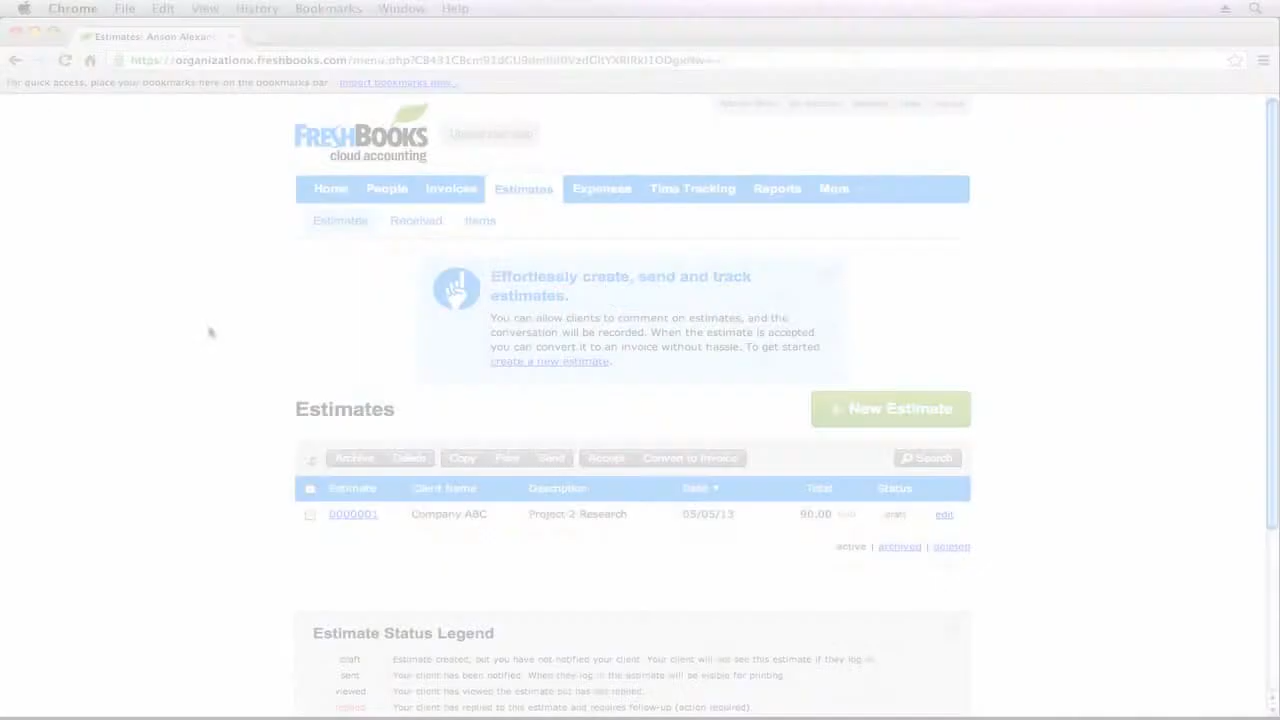 Chrome File Edit View History Bookmarks Window Help
Estimates: Anson Alexan
For quick access, place your bookmarks here on the bookmarks bar. Import bookmarks now...
FRESHBOOKS
cloud accounting
Home People Invoices Estimates Expenses Time Tracking Reports More
Estimates Received Items
Effortlessly create, send and track
estimates.
You can allow clients to comment on estimates, and the
conversation will be recorded. When the estimate is accepted
you can convert it to an invoice without hassle. To get started
create a new estimate.
Estimates
New Estimate
Archive Delete Copy Print Send Accept Convert to Invoice Search
Estimate Client Name Description Date Total Status
0000001 Company ABC Project 2 Research 05/05/13 90.00 draft edit
active | archived | deleted
Estimate Status Legend
draft Estimate created, but you have not notified your client. Your client will not see this estimate if they log in.
sent Your client has been notified. When they log in the estimate will be visible for printing.
viewed Your client has viewed the estimate but has not replied.
replied Your client has replied to this estimate and requires follow-up (action required).